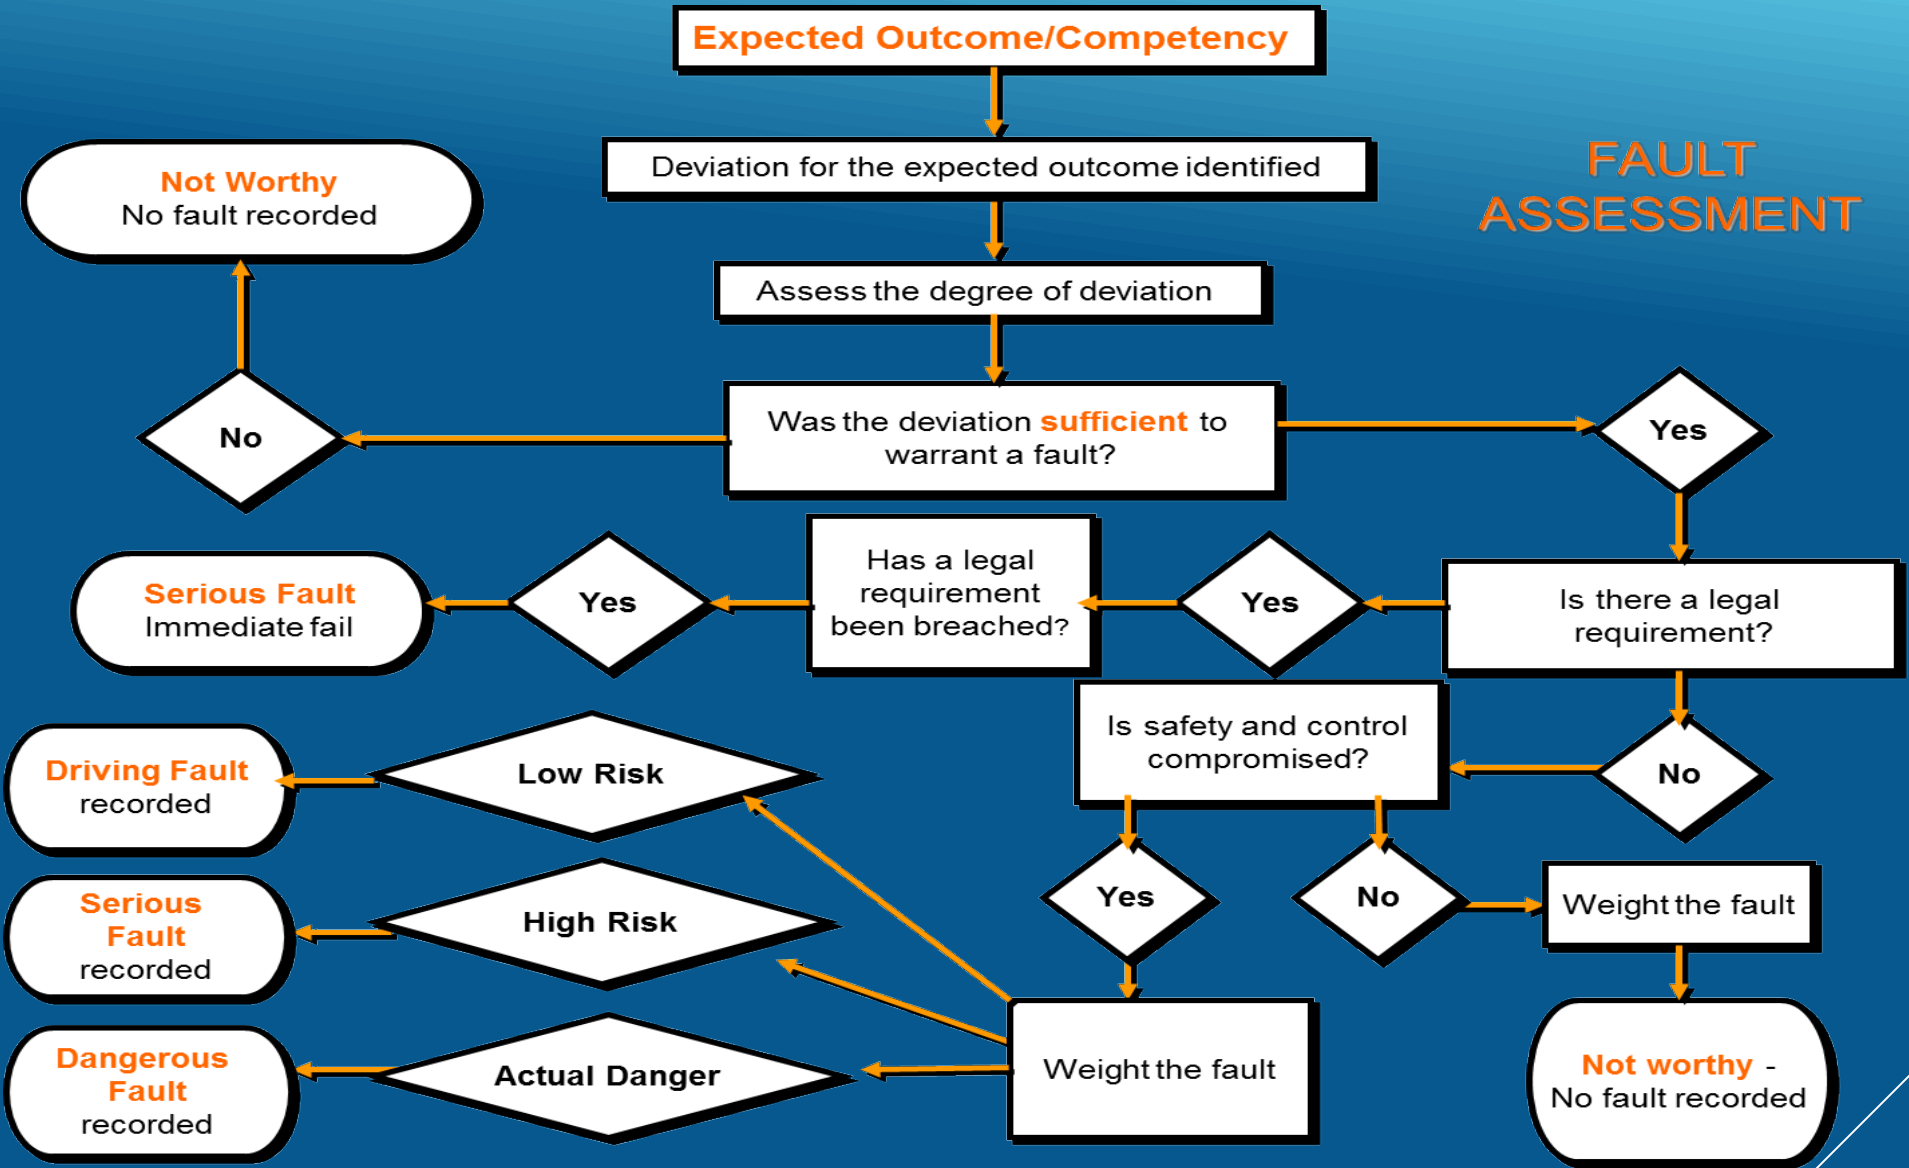 Expected Outcome/Competency
FAULT
ASSESSMENT
Deviation for the expected outcome identified
Not Worthy
No fault recorded
Assess the degree of deviation
Was the deviation sufficient to
warrant a fault?
No
Yes
Is there a legal
requirement?
Yes
Has a legal
requirement
been breached?
Yes
Serious Fault
Immediate fail
No
Is safety and control
compromised?
Yes
No
Weight the fault
Not worthy -
No fault recorded
Weight the fault
Low Risk
Driving Fault
recorded
High Risk
Serious
Fault
recorded
Actual Danger
Dangerous
Fault
recorded